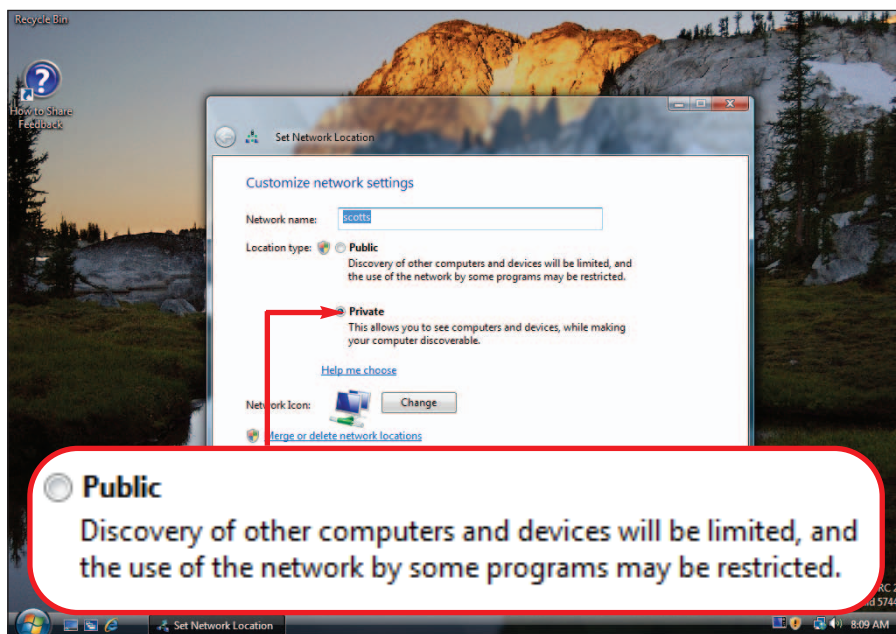 Recycle Bin
How to Share
Feedback
Set Network Location
Customize network settings
Network name: scotts
Location type: Public
Discovery of other computers and devices will be limited, and
the use of the network by some programs may be restricted.
Private
This allows you to see computers and devices, while making
your computer discoverable.
Help me choose
Network Icon: Change
Merge or delete network locations
Public
Discovery of other computers and devices will be limited, and
the use of the network by some programs may be restricted.
Set Network Location
8:09 AM